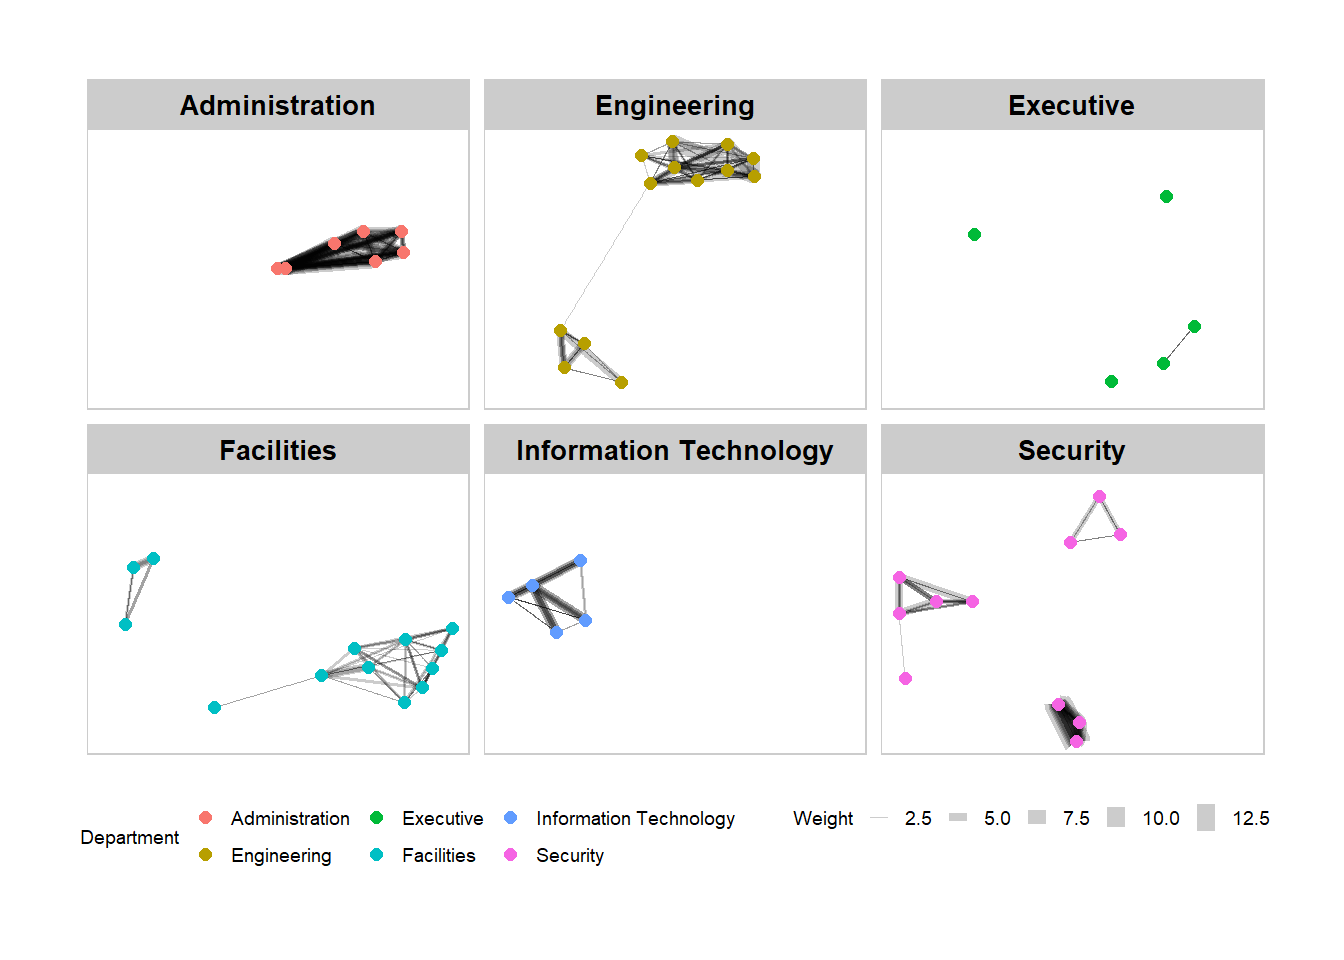 Administration
Engineering
Executive
Facilities
Information Technology
Security
Department
Administration
Executive
Information Technology
Engineering
Facilities
Security
Weight
2.5
5.0
7.5
10.0
12.5